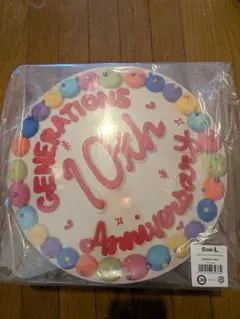 GENERATIONS
10th
Anniversary
Size:L